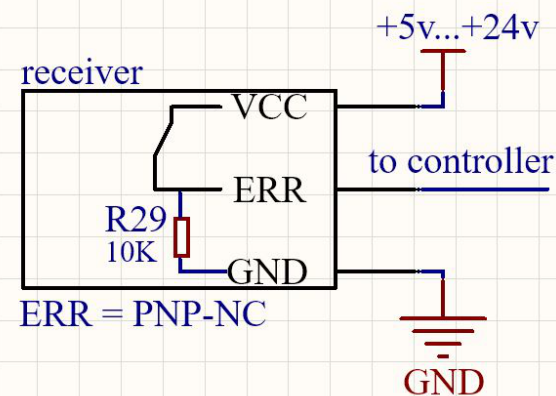 +5v...+24v
receiver
VCC
to controller
ERR
R29
10K
GND
ERR = PNP-NC
GND